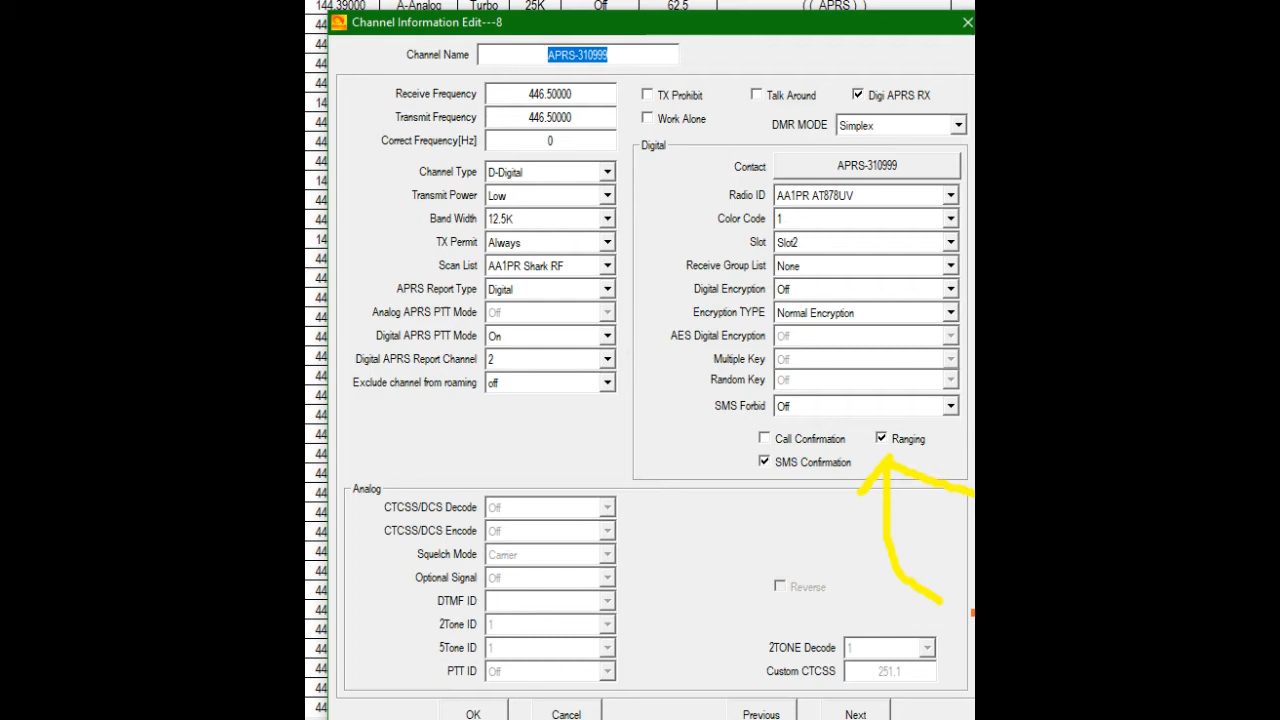 144.39000 A-Analog Turbo 25K Off 62.5 (( APRS )
Channel Information Edit---8
Channel Name APRS-310999
Receive Frequency 446.50000
Transmit Frequency 446.50000
Correct Frequency[Hz] 0
Channel Type D-Digital
Transmit Power Low
Band Width 12.5K
TX Permit Always
Scan List AA1PR Shark RF
APRS Report Type Digital
Analog APRS PTT Mode Off
Digital APRS PTT Mode On
Digital APRS Report Channel 2
Exclude channel from roaming off
TX Prohibit Talk Around Digi APRS RX
Work Alone DMR MODE Simplex
Digital
Contact APRS-310999
Radio ID AA1PR AT878UV
Color Code 1
Slot Slot2
Receive Group List None
Digital Encryption Off
Encryption TYPE Normal Encryption
AES Digital Encryption Off
Multiple Key Off
Random Key Off
SMS Forbid Off
Call Confirmation Ranging
SMS Confirmation
Analog
CTCSS/DCS Decode Off
CTCSS/DCS Encode Off
Squelch Mode Carrier
Optional Signal Off
DTMF ID
2Tone ID 1
5Tone ID 1
PTT ID Off
Reverse
2TONE Decode 1
Custom CTCSS 251.1
OK Cancel Previous Next